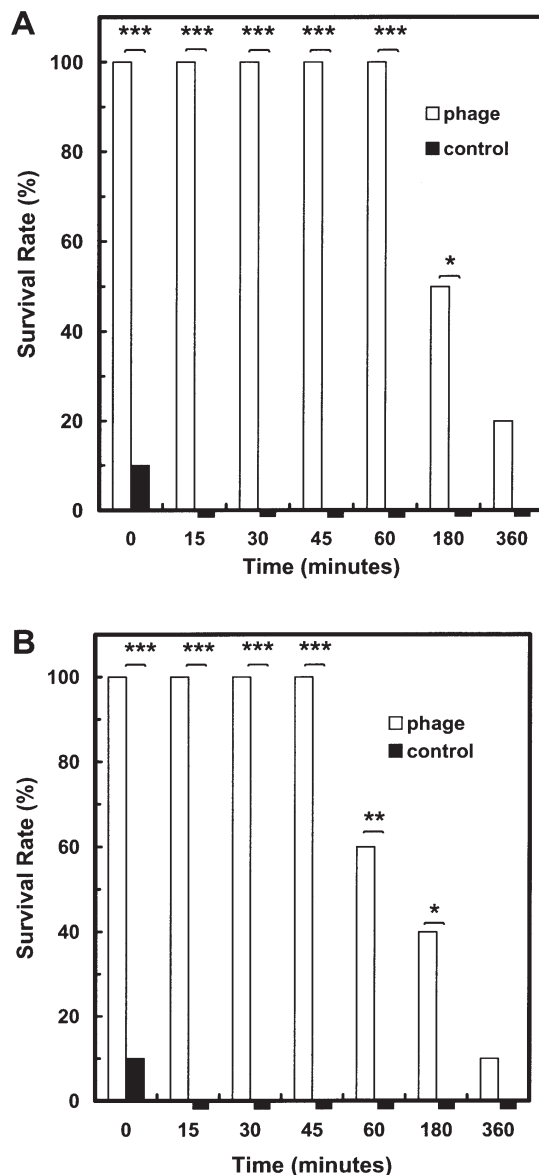 A
*** *** *** *** ***
100
phage
control
80
60
*
40
20
0
Survival Rate (%)
0 15 30 45 60 180 360
Time (minutes)
B
*** *** *** ***
100
phage
control
80
**
60
*
40
20
0
Survival Rate (%)
0 15 30 45 60 180 360
Time (minutes)